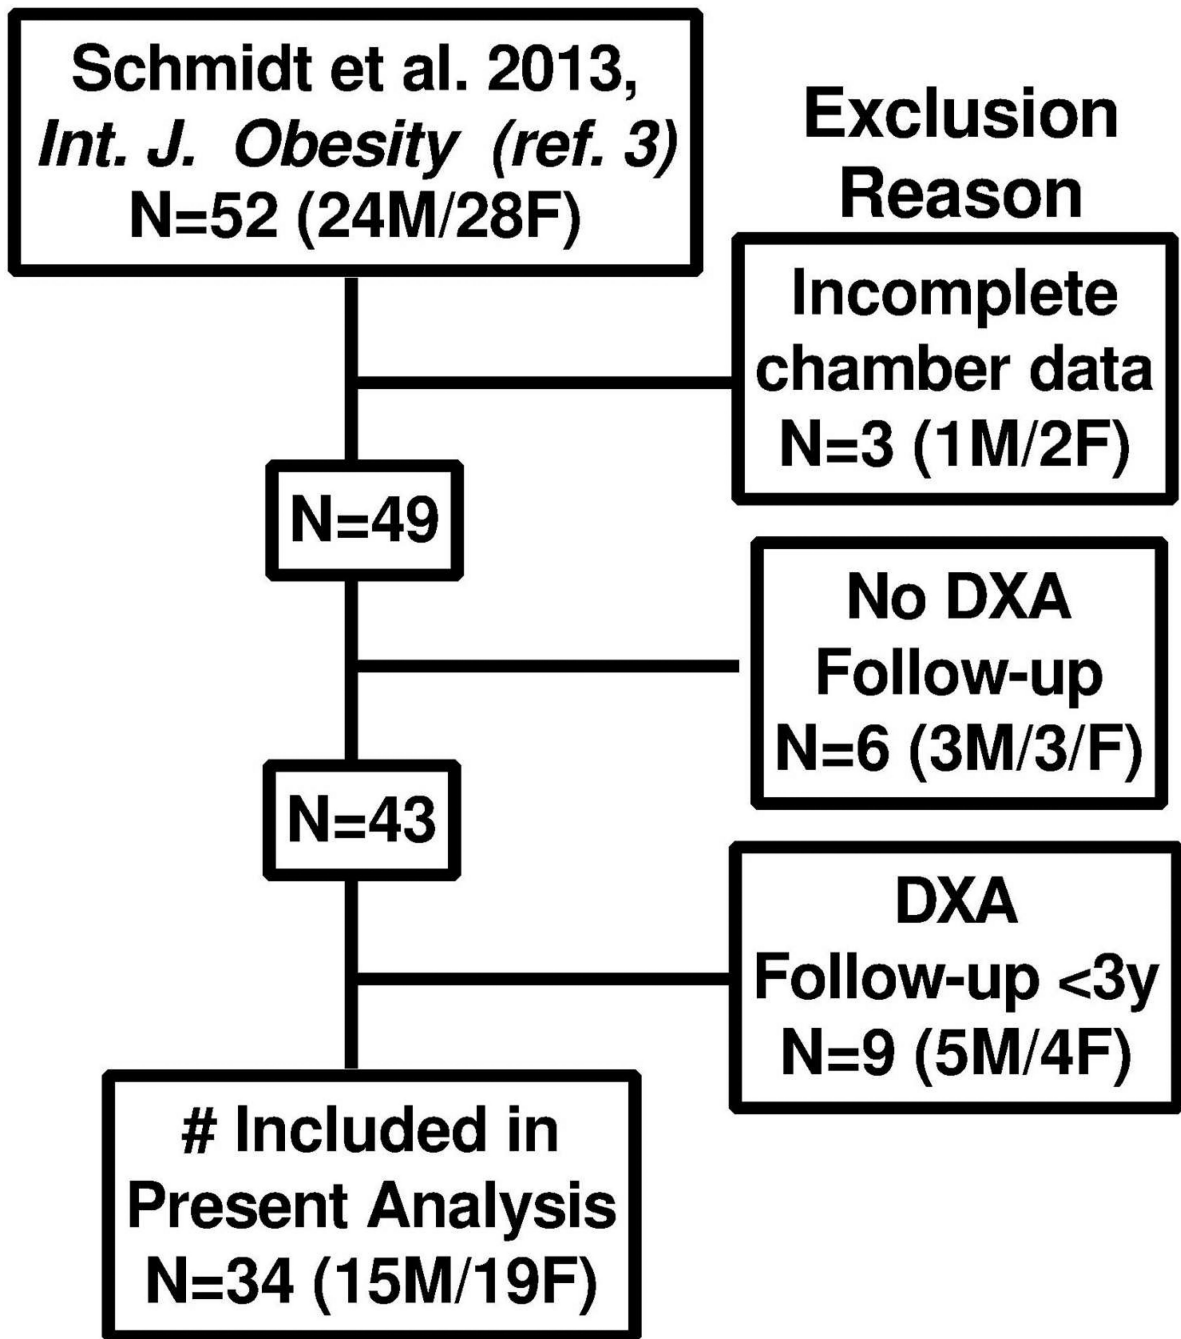 Schmidt et al. 2013,
Int. J. Obesity (ref. 3)
N=52 (24M/28F)
Exclusion
Reason
Incomplete
chamber data
N=3 (1M/2F)
N=49
No DXA
Follow-up
N=6 (3M/3/F)
N=43
DXA
Follow-up <3y
N=9 (5M/4F)
# Included in
Present Analysis
N=34 (15M/19F)